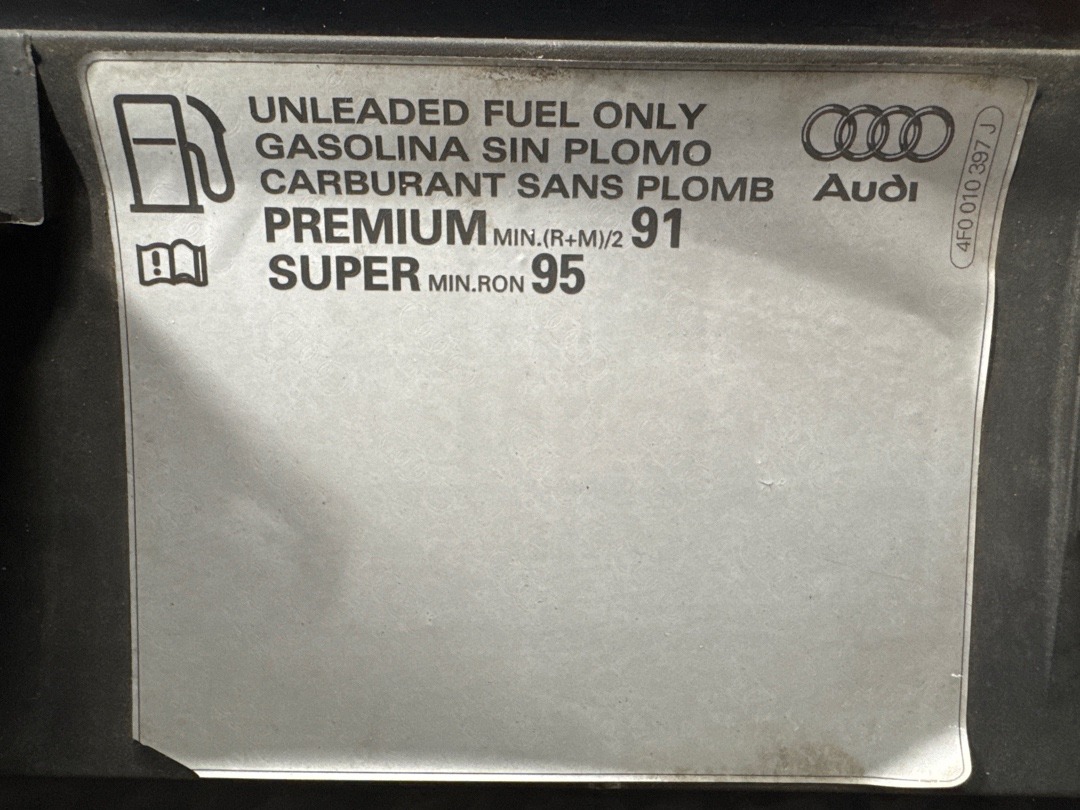 UNLEADED FUEL ONLY
GASOLINA SIN PLOMO
CARBURANT SANS PLOMB
PREMIUM MIN.(R+M)/2 91
SUPER MIN.RON 95
Audi
4F0 010 397 J